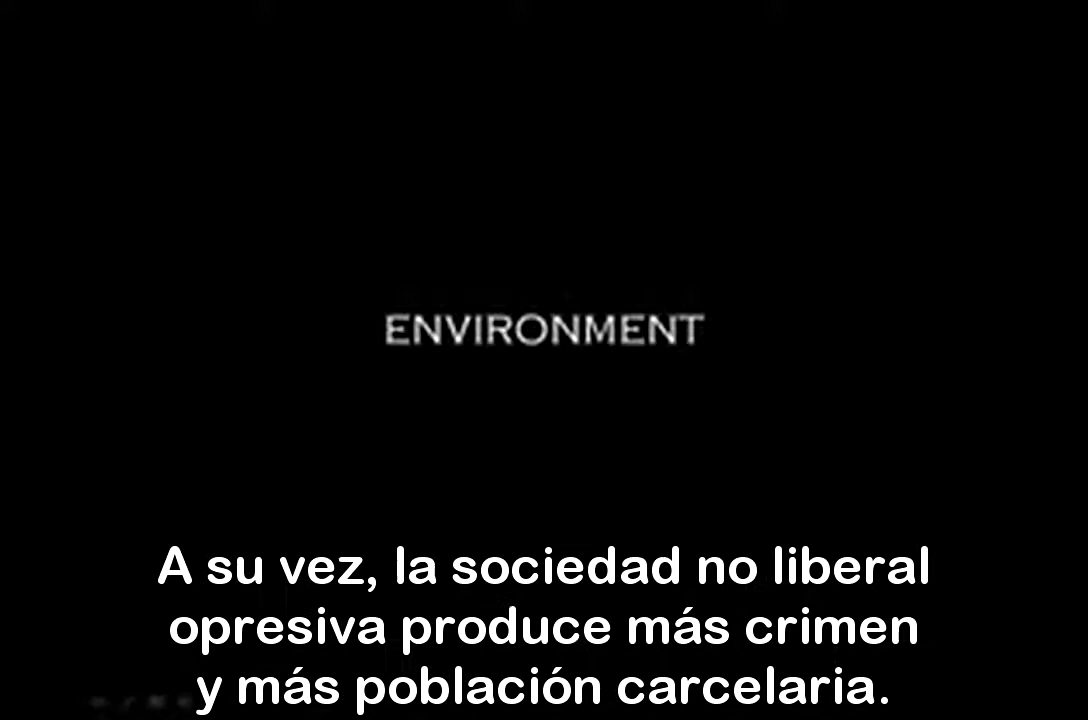 ENVIRONMENT
A su vez, la sociedad no liberal
opresiva produce más crimen
y más población carcelaria.